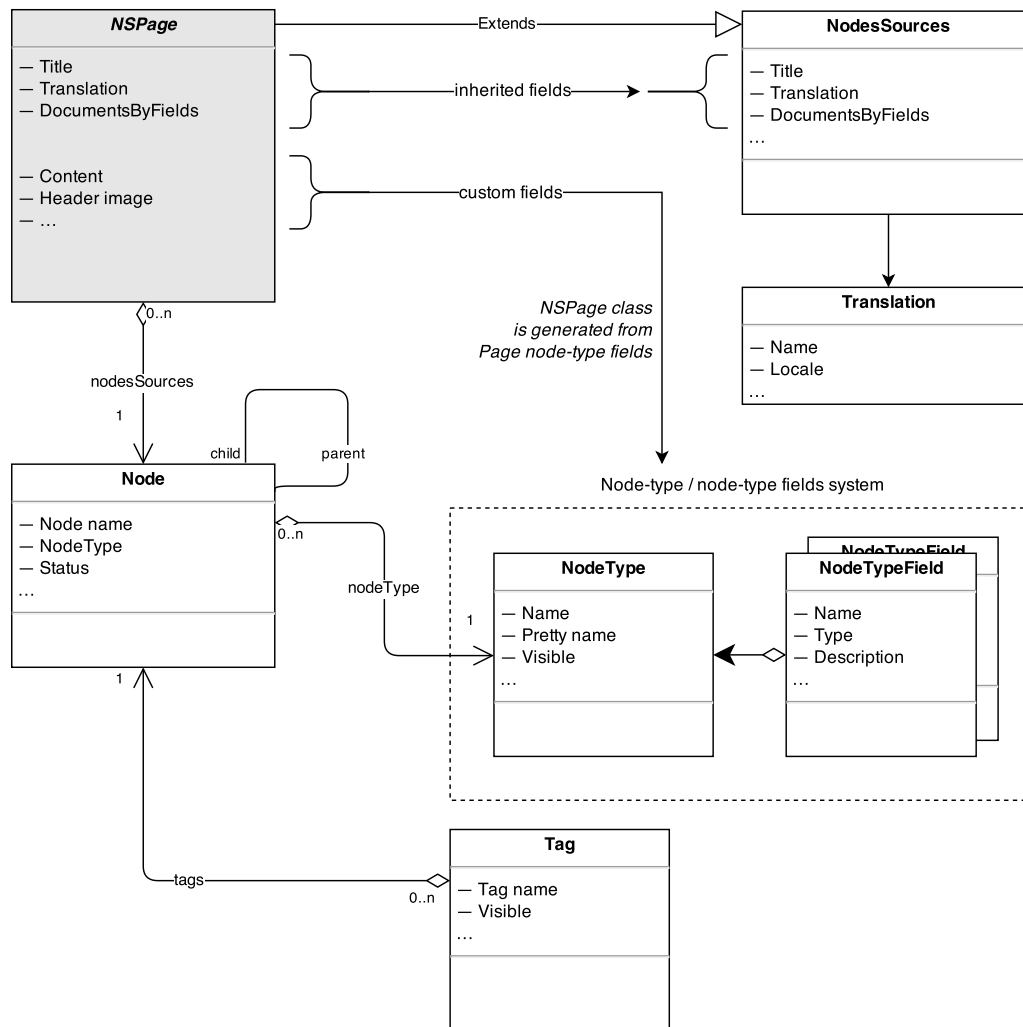 NSPage
— Title
— Translation
— DocumentsByFields
— Content
— Header image
— ...
Extends
inherited fields
custom fields
NodesSources
— Title
— Translation
— DocumentsByFields
...
NSPage class
is generated from
Page node-type fields
Translation
— Name
— Locale
...
0..n
nodesSources
1
child
parent
Node
— Node name
— NodeType
— Status
...
0..n
nodeType
1
Node-type / node-type fields system
NodeType
— Name
— Pretty name
— Visible
...
NodeTypeField
NodeTypeField
— Name
— Type
— Description
...
1
tags
0..n
Tag
— Tag name
— Visible
...